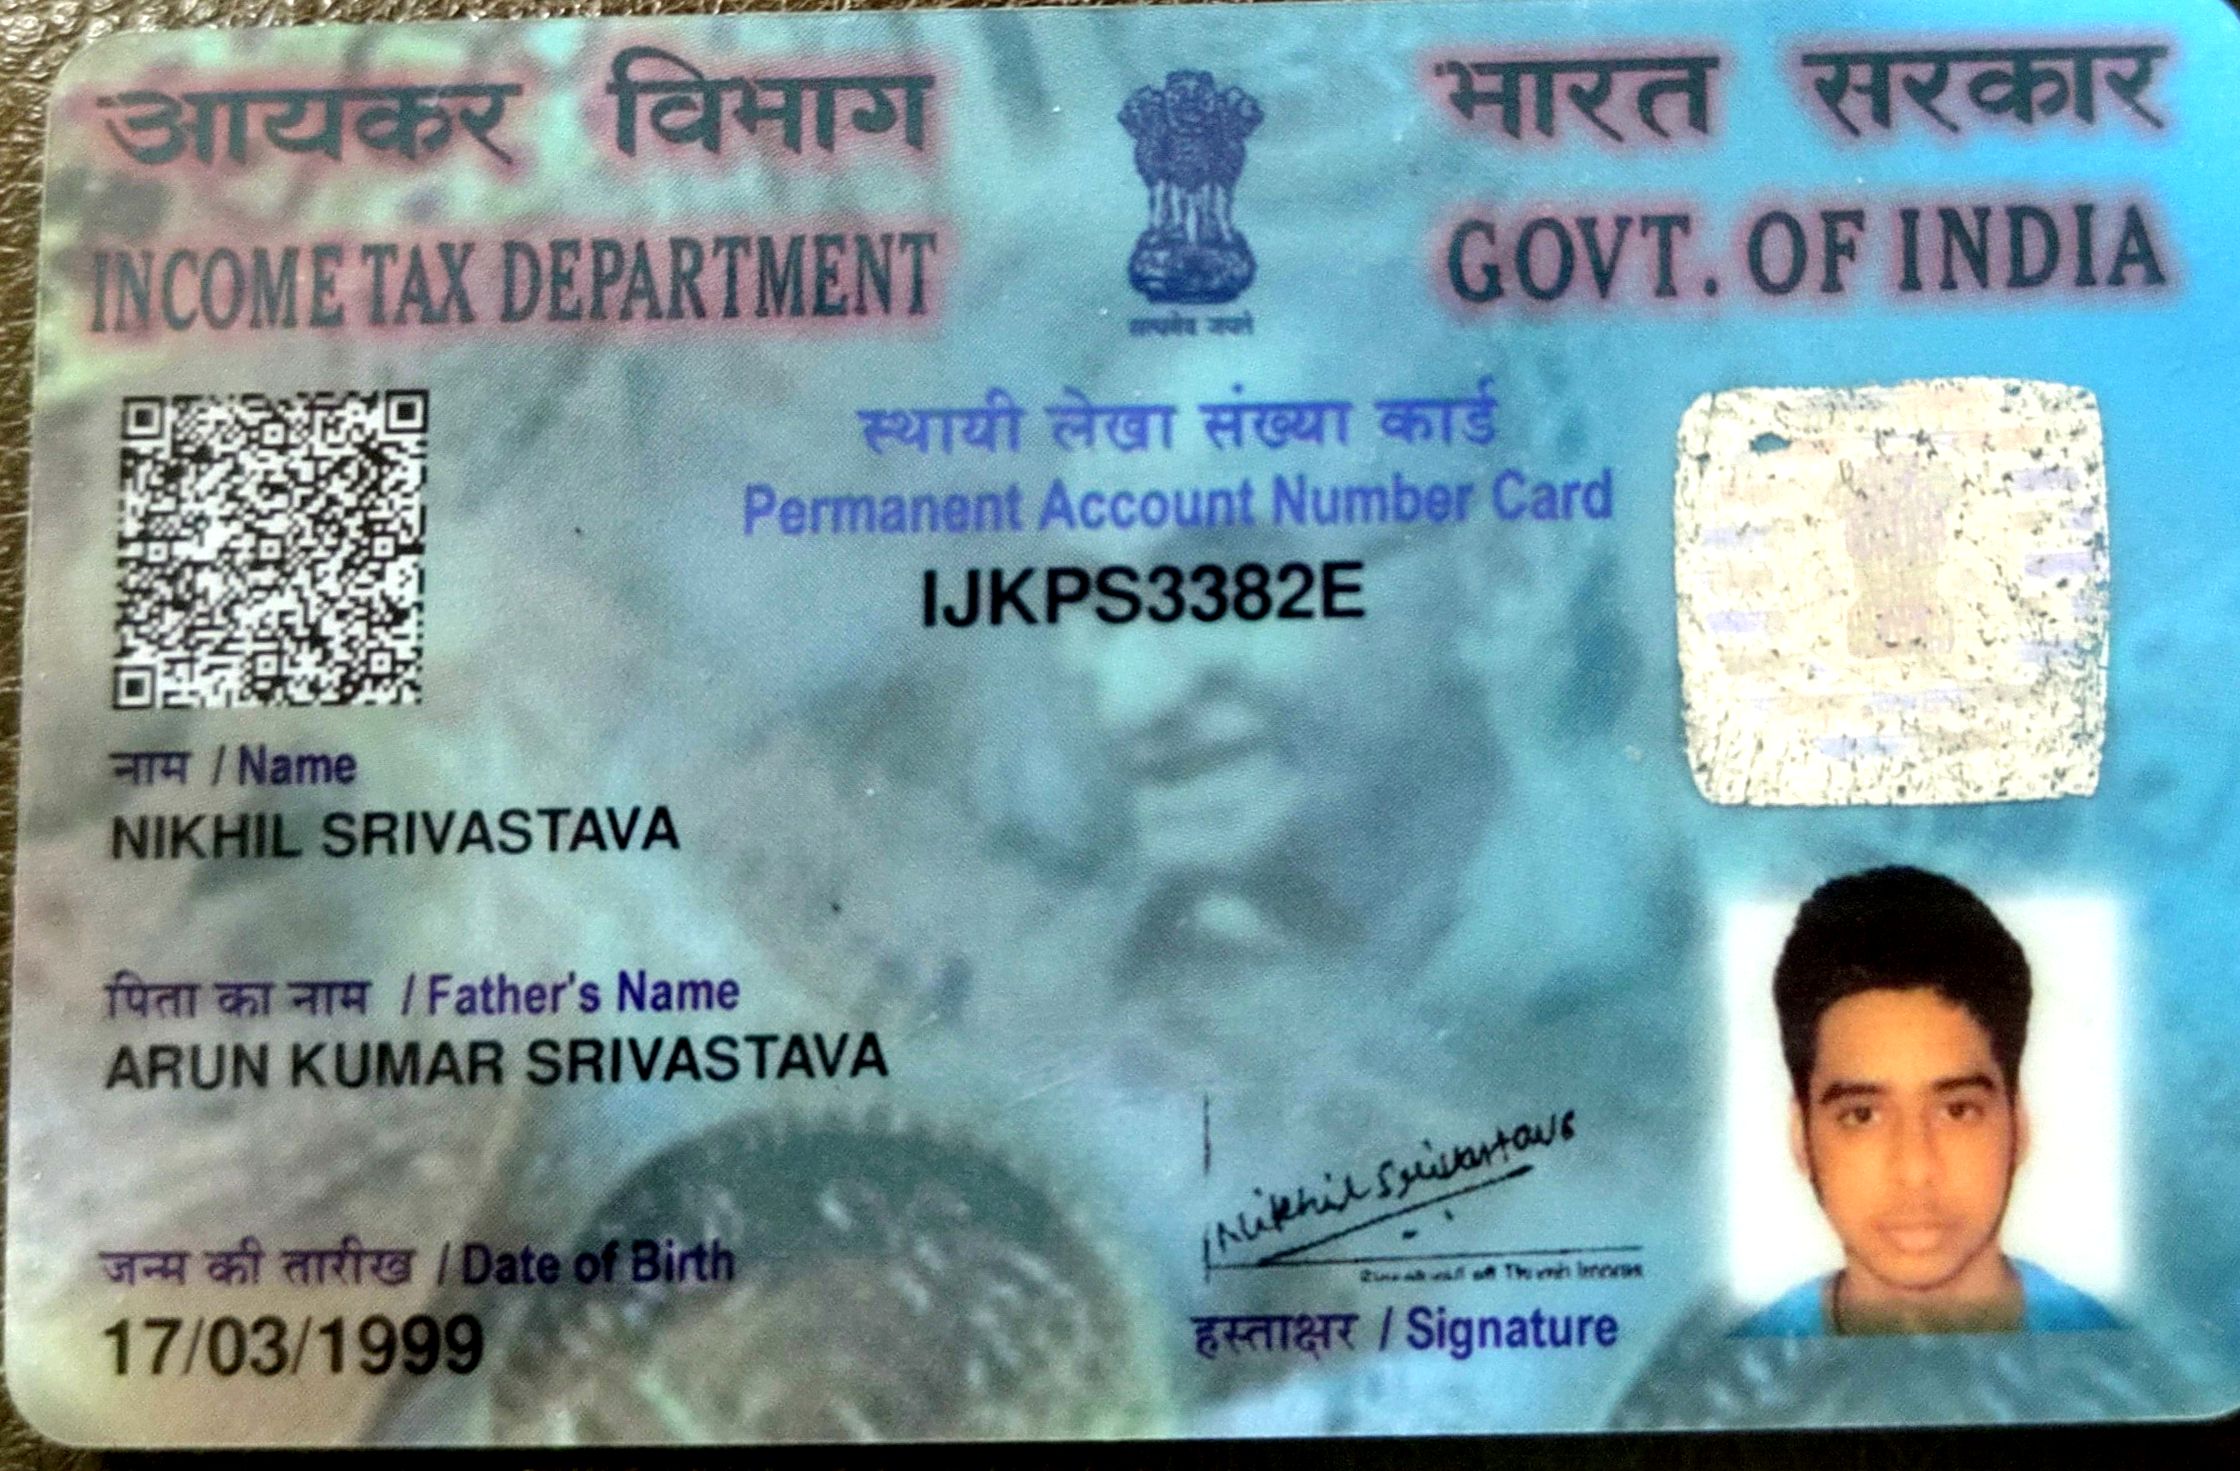 आयकर विभाग
INCOME TAX DEPARTMENT
सत्यमेव जयते
भारत सरकार
GOVT. OF INDIA
स्थायी लेखा संख्या कार्ड
Permanent Account Number Card
IJKPS3382E
नाम / Name
NIKHIL SRIVASTAVA
पिता का नाम / Father's Name
ARUN KUMAR SRIVASTAVA
जन्म की तारीख / Date of Birth
17/03/1999
Nikhil Srivastava
हस्ताक्षर / Signature